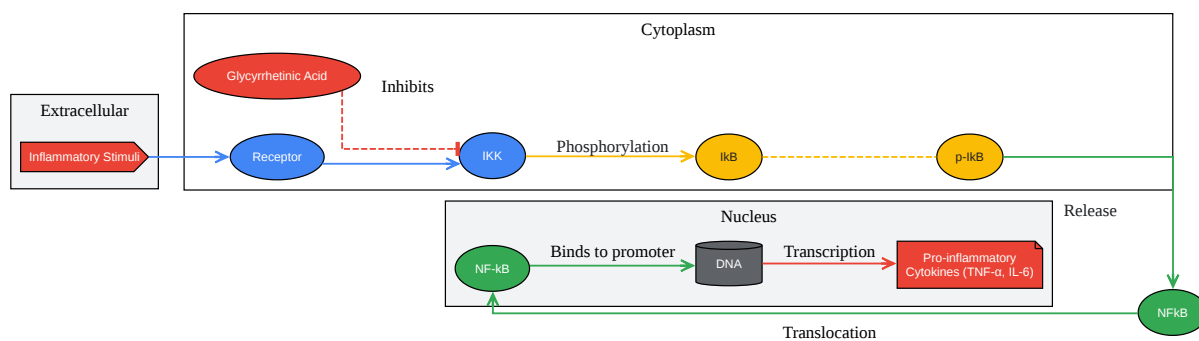 Cytoplasm
Glycyrrhetinic Acid
Inhibits
Extracellular
Inflammatory Stimuli
Receptor
IKK
Phosphorylation
IkB
p-IkB
Release
Nucleus
NF-kB
Binds to promoter
DNA
Transcription
Pro-inflammatory
Cytokines (TNF-α, IL-6)
NFkB
Translocation